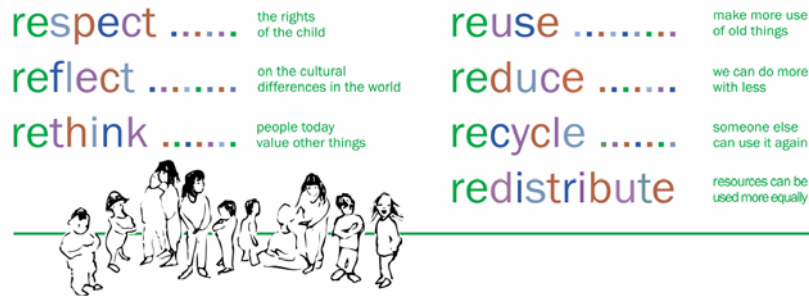 respect ....... the rights
of the child
reflect ........ on the cultural
differences in the world
rethink ....... people today
value other things
reuse ......... make more use
of old things
reduce ....... we can do more
with less
recycle ....... someone else
can use it again
redistribute resources can be
used more equally